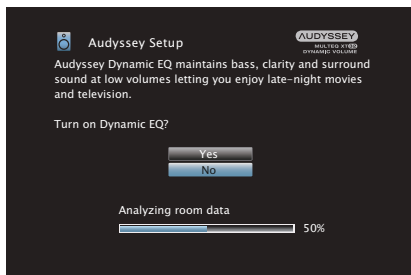 Audyssey Setup
AUDYSSEY
MULTEQ XT32
DYNAMIC VOLUME
Audyssey Dynamic EQ maintains bass, clarity and surround
sound at low volumes letting you enjoy late-night movies
and television.
Turn on Dynamic EQ?
Yes
No
Analyzing room data
50%